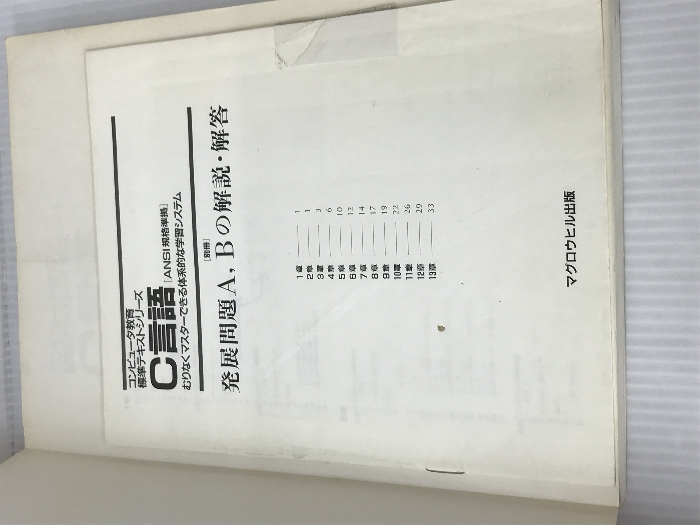 コンピュータ教育
標準テキストシリーズ
C言語[ANSI規格準拠]
むりなくマスターできる体系的な学習システム
[別冊]
発展問題A,Bの解説・解答
1章 1
2章 1
3章 3
4章 6
5章 10
6章 12
7章 14
8章 17
9章 19
10章 22
11章 26
12章 29
13章 33
マグロウヒル出版